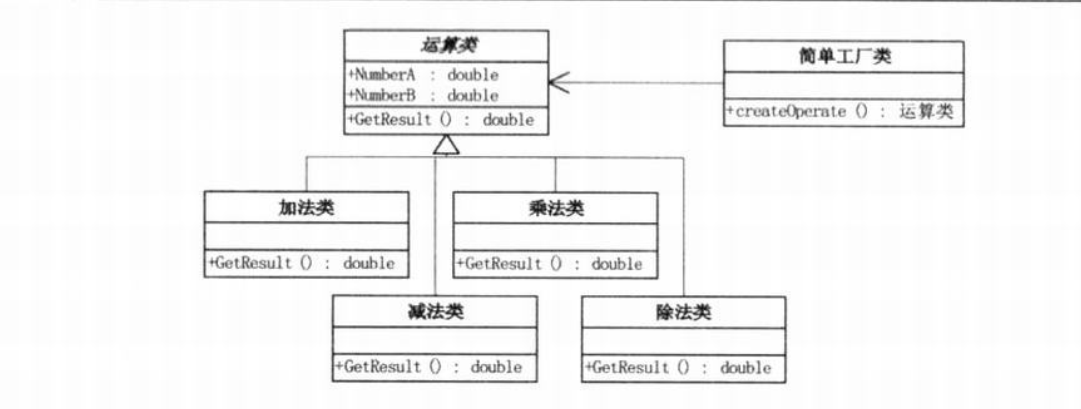 运算类
+NumberA : double
+NumberB : double
+GetResult () : double
简单工厂类
+createOperate () : 运算类
加法类
+GetResult () : double
乘法类
+GetResult () : double
减法类
+GetResult () : double
除法类
+GetResult () : double